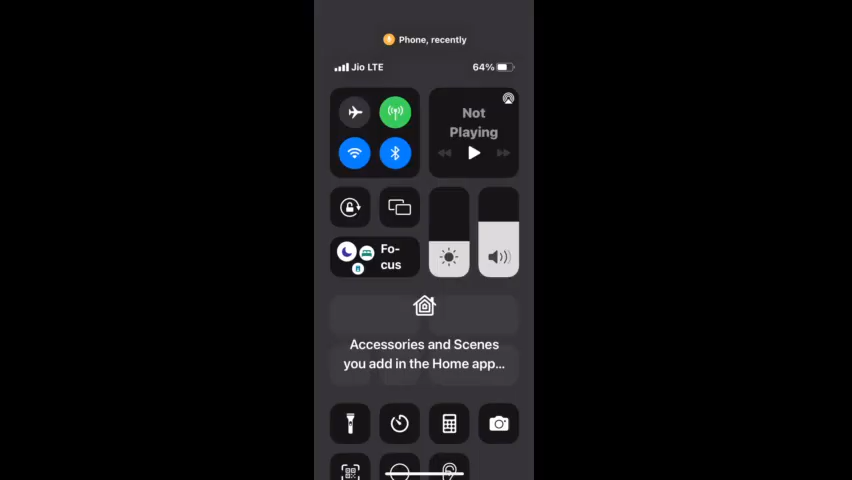 Phone, recently
Jio LTE 64%
Not
Playing
Fo-
cus
Accessories and Scenes
you add in the Home app...